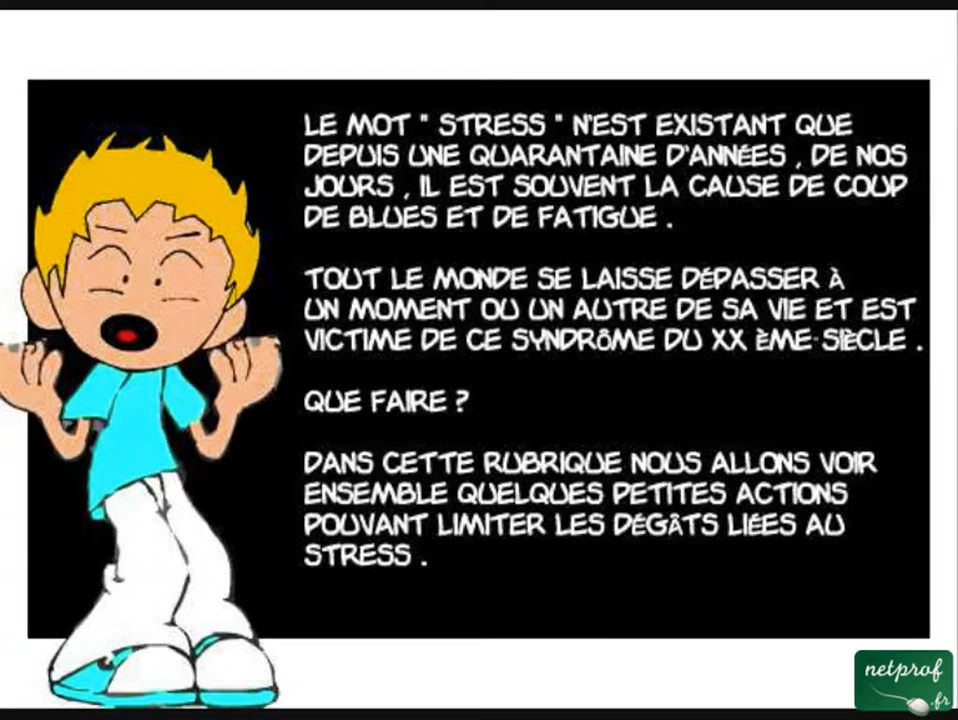 LE MOT " STRESS " N'EST EXISTANT QUE
DEPUIS UNE QUARANTAINE D'ANNÉES , DE NOS
JOURS , IL EST SOUVENT LA CAUSE DE COUP
DE BLUES ET DE FATIGUE .
TOUT LE MONDE SE LAISSE DÉPASSER À
UN MOMENT OU UN AUTRE DE SA VIE ET EST
VICTIME DE CE SYNDRÔME DU XX ÈME SIÈCLE .
QUE FAIRE ?
DANS CETTE RUBRIQUE NOUS ALLONS VOIR
ENSEMBLE QUELQUES PETITES ACTIONS
POUVANT LIMITER LES DÉGÂTS LIÉES AU
STRESS .
netprof
.fr